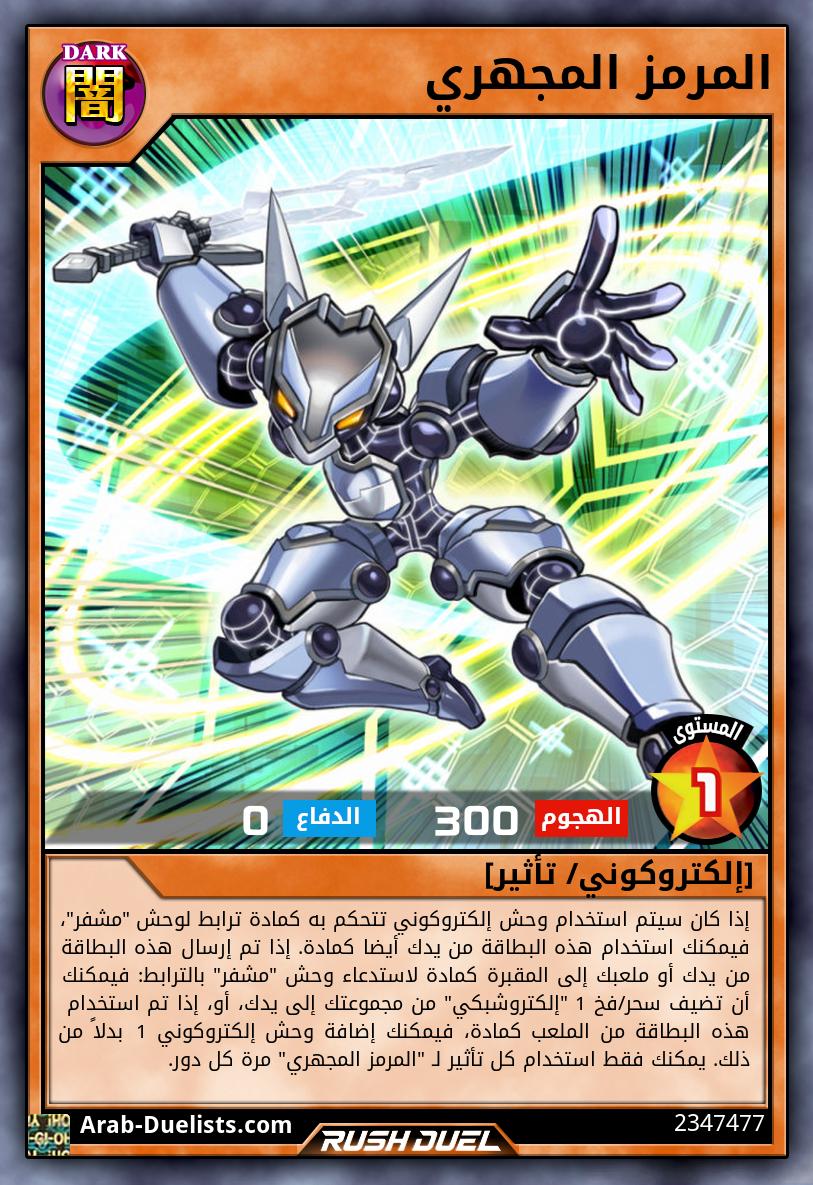 DARK
闇
المرمز المجهري
المستوى
1
الهجوم 300 الدفاع 0
[إلكتروكوني/ تأثير]
إذا كان سيتم استخدام وحش إلكتروكوني تتحكم به كمادة ترابط لوحش "مشفر"،
فيمكنك استخدام هذه البطاقة من يدك أيضا كمادة. إذا تم إرسال هذه البطاقة
من يدك أو ملعبك إلى المقبرة كمادة لاستدعاء وحش "مشفر" بالترابط: فيمكنك
أن تضيف سحر/فخ 1 "إلكتروشبكي" من مجموعتك إلى يدك، أو، إذا تم استخدام
هذه البطاقة من الملعب كمادة، فيمكنك إضافة وحش إلكتروكوني 1 بدلاً من
ذلك. يمكنك فقط استخدام كل تأثير لـ "المرمز المجهري" مرة كل دور.
Arab-Duelists.com
RUSH DUEL
2347477